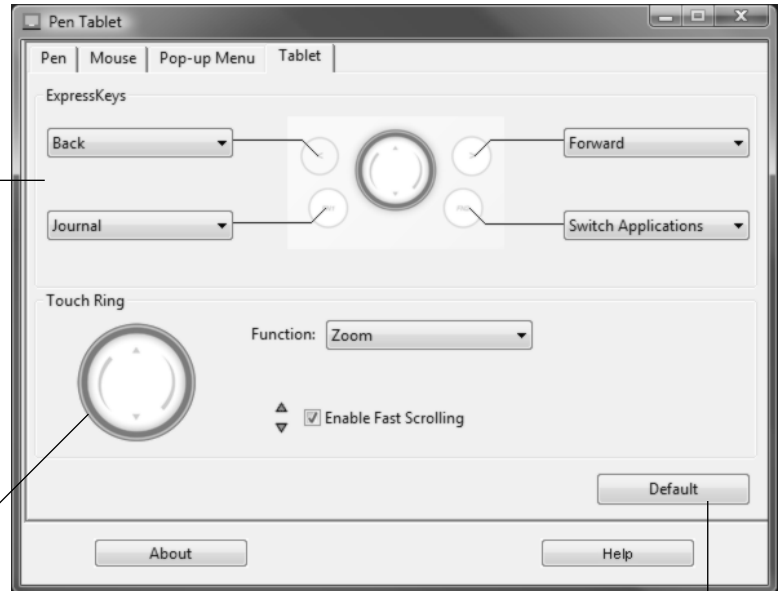 Pen Tablet
Pen Mouse Pop-up Menu Tablet
ExpressKeys
Back Forward
Journal Switch Applications
Touch Ring
Function: Zoom
Enable Fast Scrolling
Default
About Help